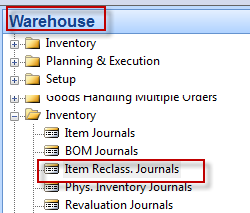 Warehouse
Inventory
Planning & Execution
Setup
Goods Handling Multiple Orders
Inventory
Item Journals
BOM Journals
Item Reclass. Journals
Phys. Inventory Journals
Revaluation Journals